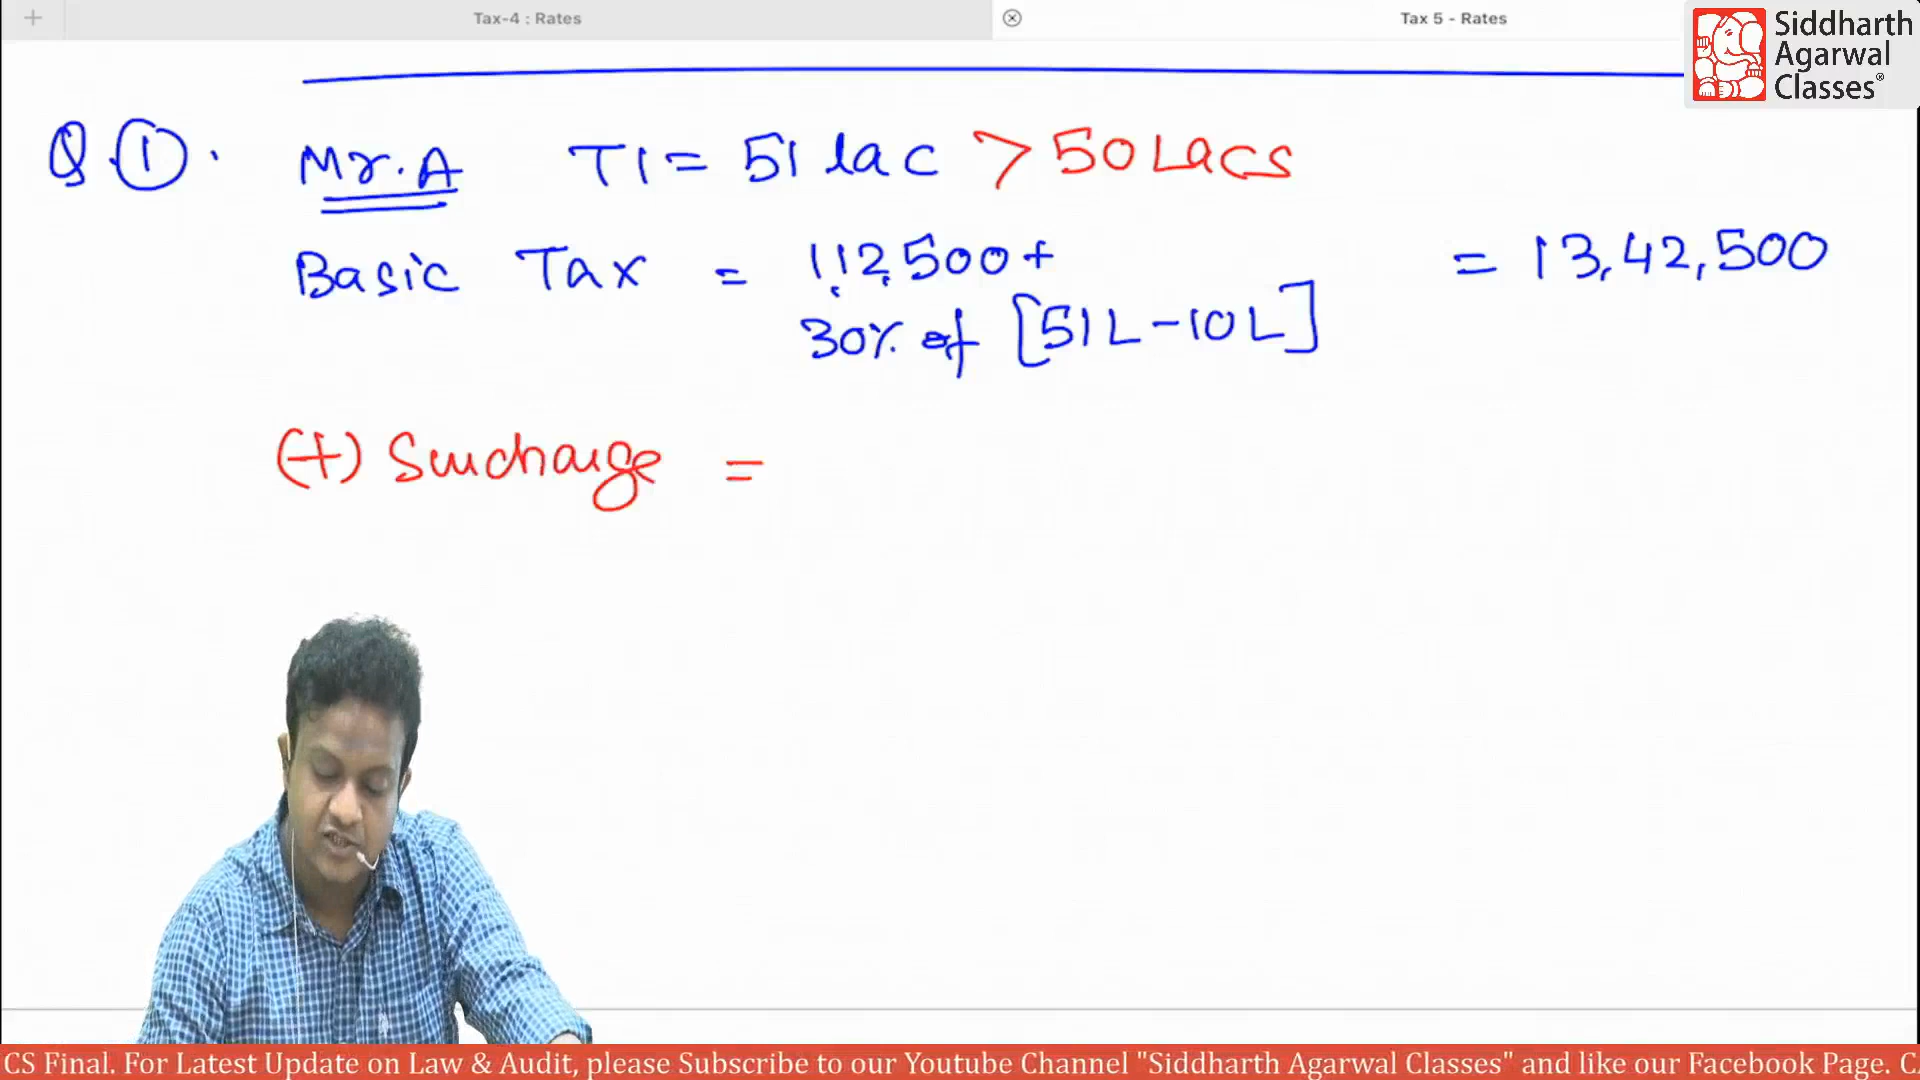 Tax-4 : Rates
Tax 5 - Rates
Siddharth
Agarwal
Classes®
Q ① . Mr. A TI = 51 lac > 50 Lacs
Basic Tax = 1,12,500 + = 13,42,500
30% of [51L - 10L]
(+) Surcharge =
CS Final. For Latest Update on Law & Audit, please Subscribe to our Youtube Channel "Siddharth Agarwal Classes" and like our Facebook Page.